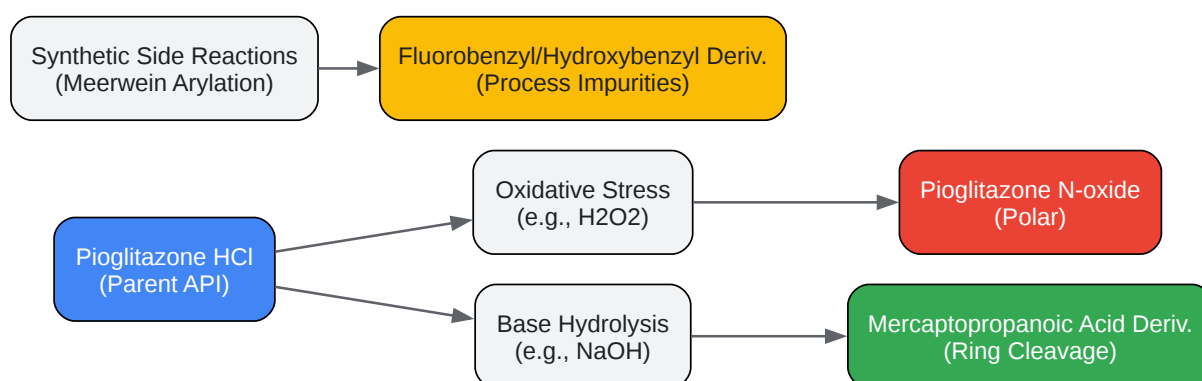 Synthetic Side Reactions
(Meerwein Arylation)
Fluorobenzyl/Hydroxybenzyl Deriv.
(Process Impurities)
Oxidative Stress
(e.g., H2O2)
Pioglitazone N-oxide
(Polar)
Pioglitazone HCl
(Parent API)
Base Hydrolysis
(e.g., NaOH)
Mercaptopropanoic Acid Deriv.
(Ring Cleavage)